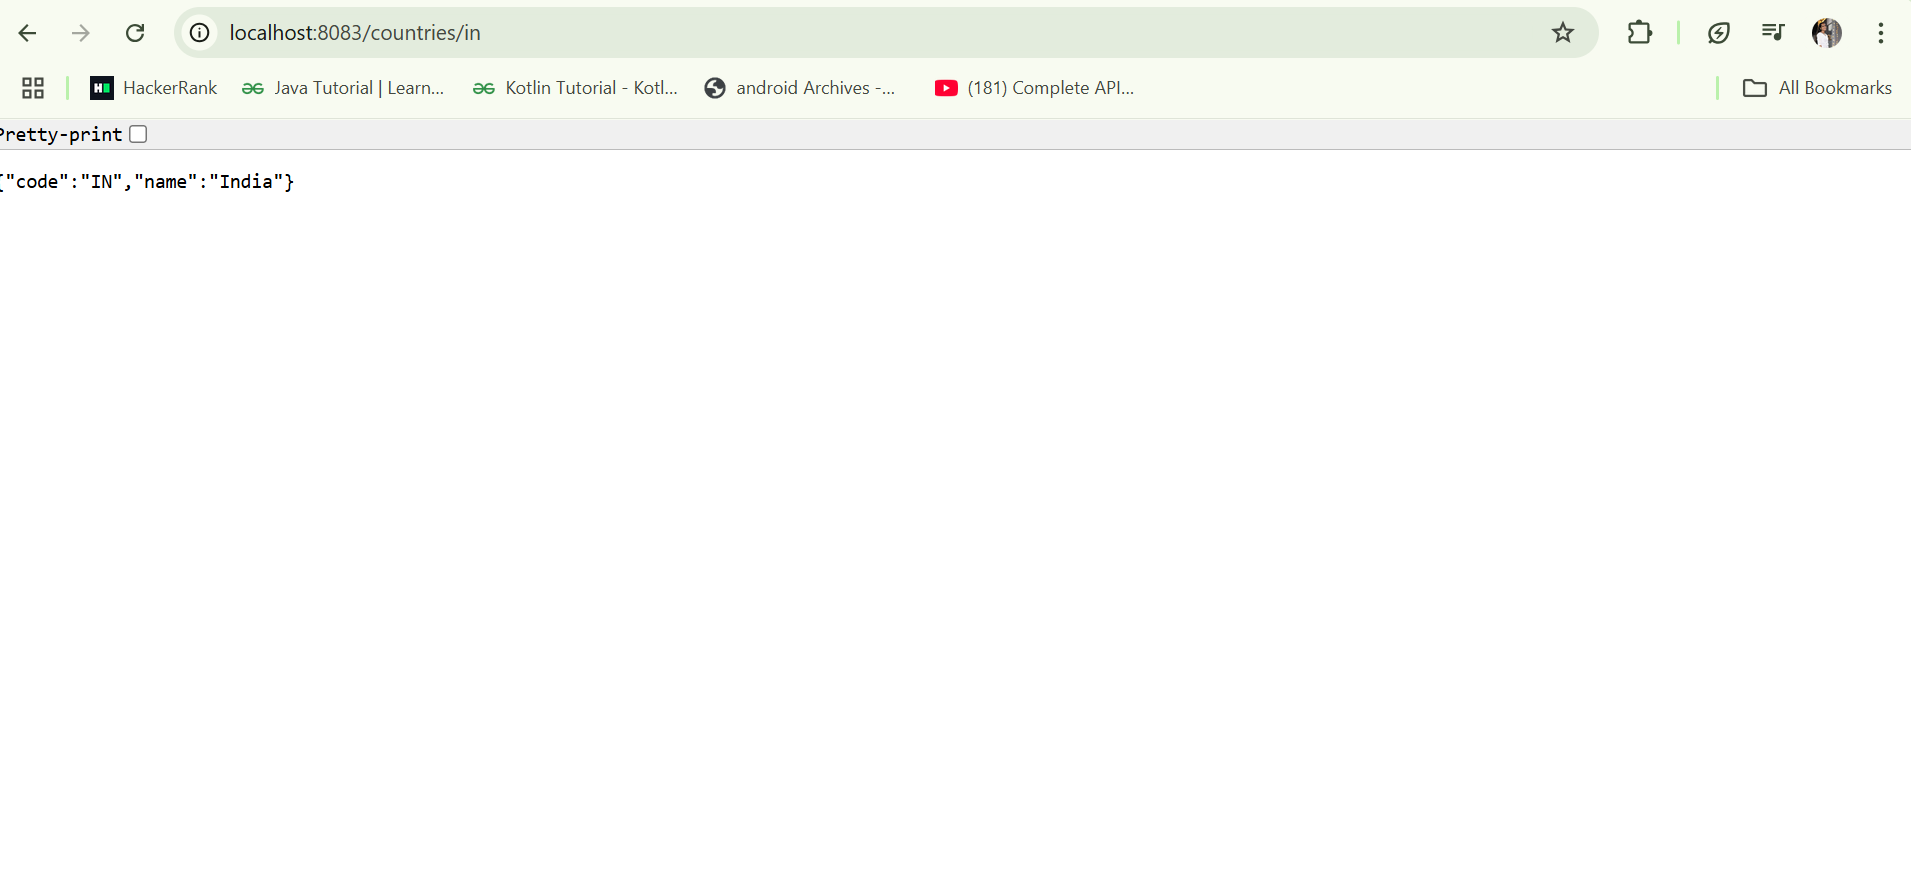 localhost:8083/countries/in
HackerRank Java Tutorial | Learn... Kotlin Tutorial - Kotl... android Archives -... (181) Complete API... All Bookmarks
Pretty-print
{"code":"IN","name":"India"}